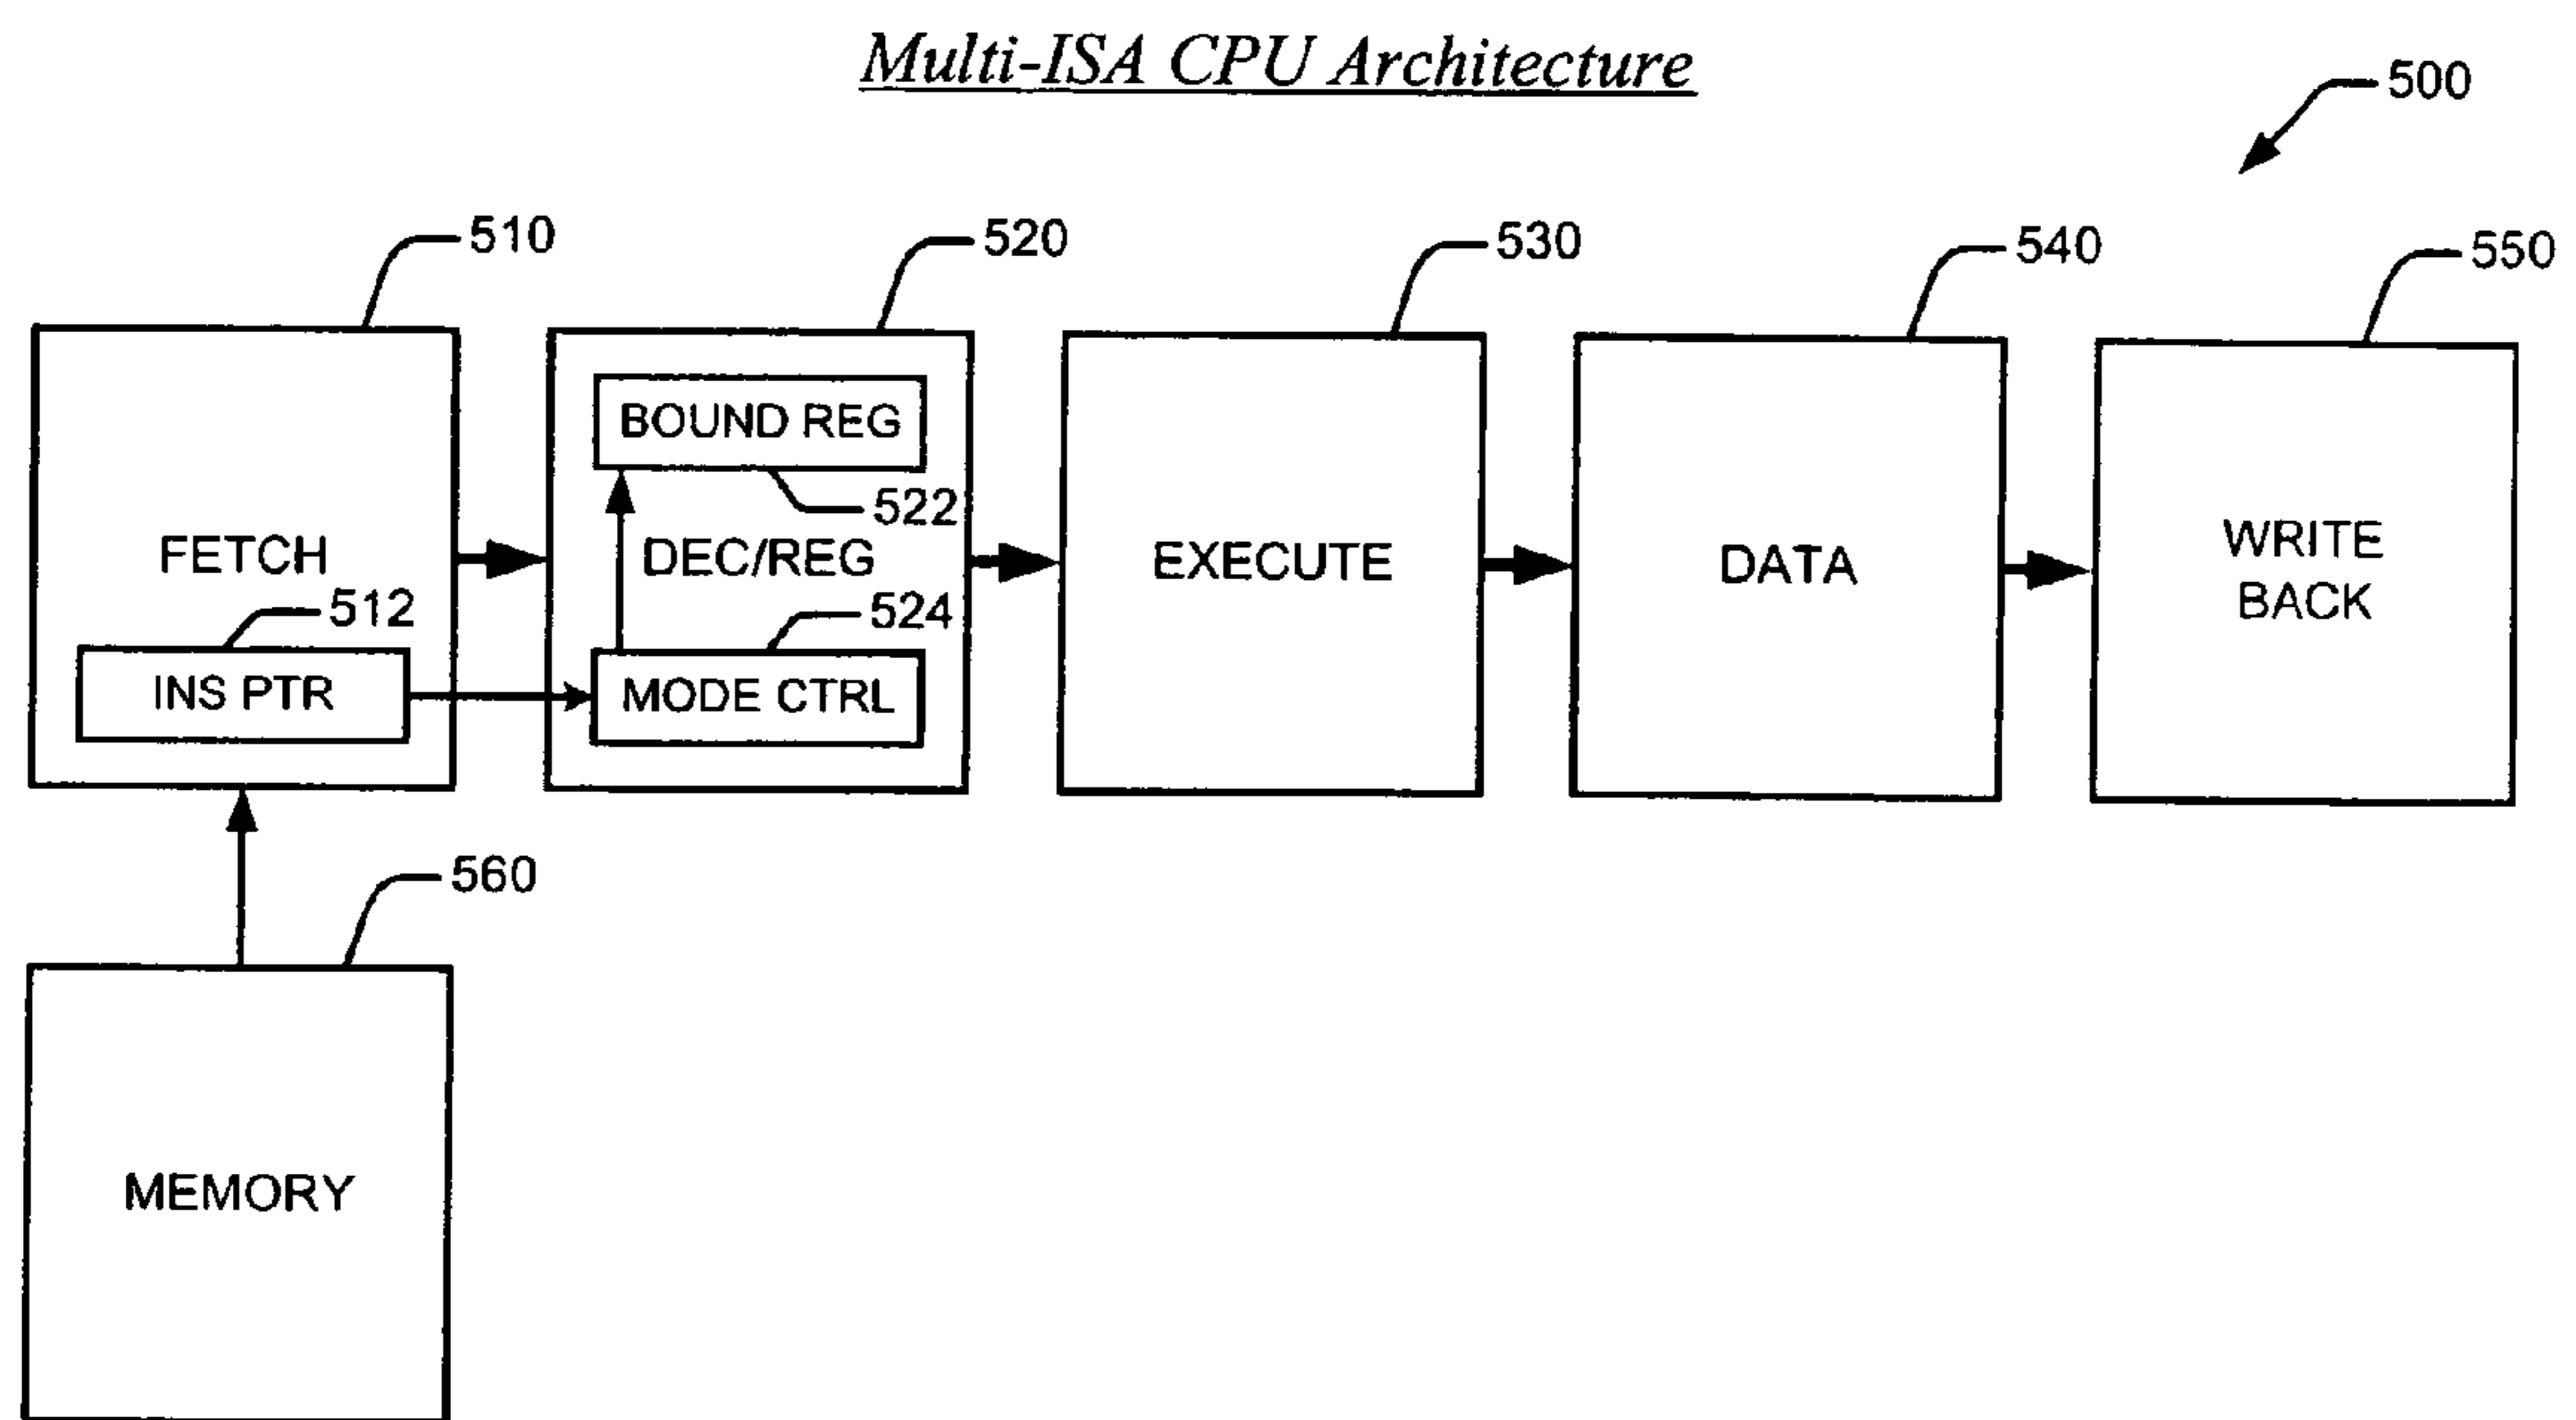 Multi-ISA CPU Architecture
500
510
520
530
540
550
BOUND REG
522
FETCH
DEC/REG
EXECUTE
DATA
WRITE
BACK
512
524
INS PTR
MODE CTRL
560
MEMORY